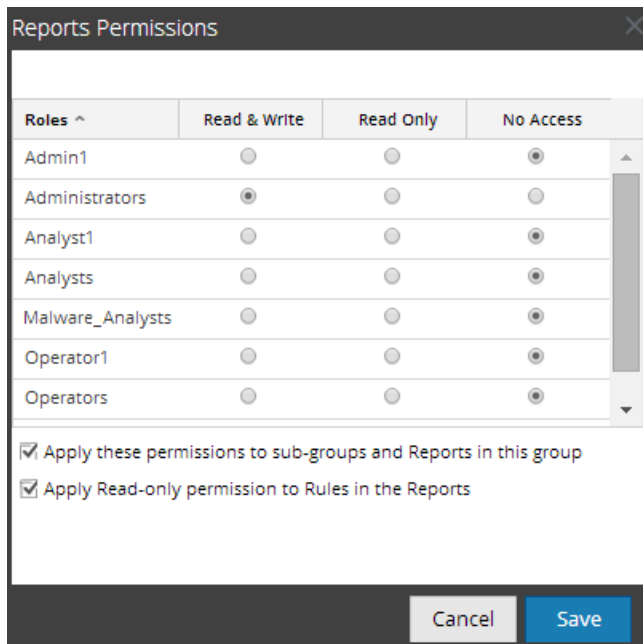 Reports Permissions
Roles Read & Write Read Only No Access
Admin1
Administrators
Analyst1
Analysts
Malware_Analysts
Operator1
Operators
Apply these permissions to sub-groups and Reports in this group
Apply Read-only permission to Rules in the Reports
Cancel Save